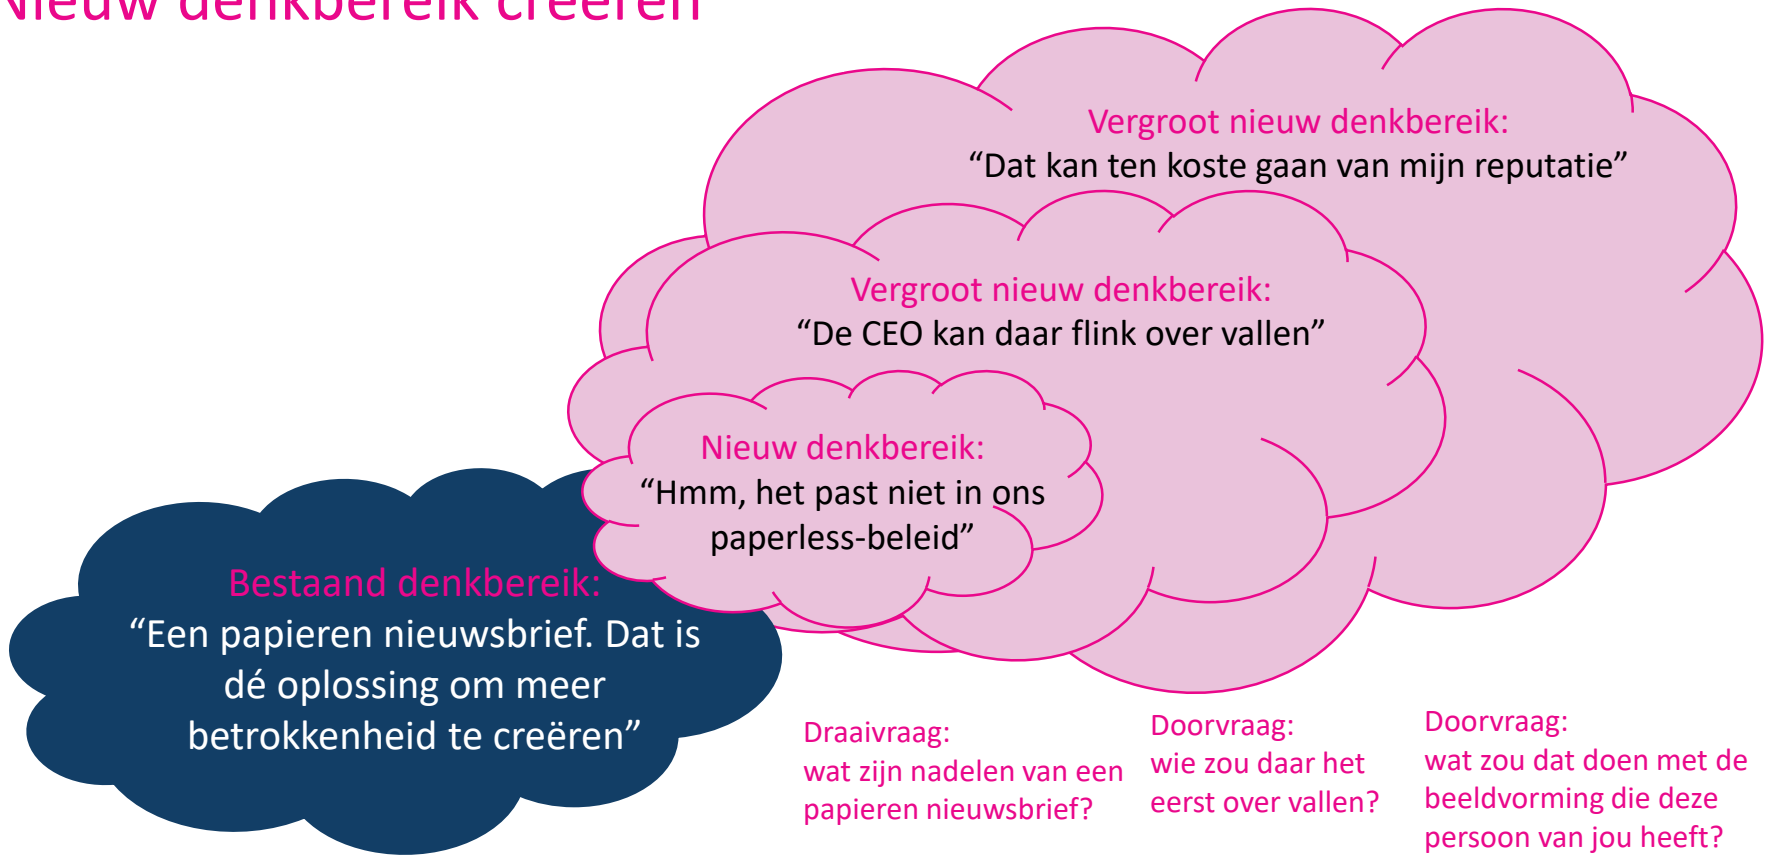 Nieuw denkbereik creëren
Vergroot nieuw denkbereik:
“Dat kan ten koste gaan van mijn reputatie”
Vergroot nieuw denkbereik:
“De CEO kan daar flink over vallen”
Nieuw denkbereik:
“Hmm, het past niet in ons
paperless-beleid”
Bestaand denkbereik:
“Een papieren nieuwsbrief. Dat is
dé oplossing om meer
betrokkenheid te creëren”
Draaivraag:
wat zijn nadelen van een
papieren nieuwsbrief?
Doorvraag:
wie zou daar het
eerst over vallen?
Doorvraag:
wat zou dat doen met de
beeldvorming die deze
persoon van jou heeft?